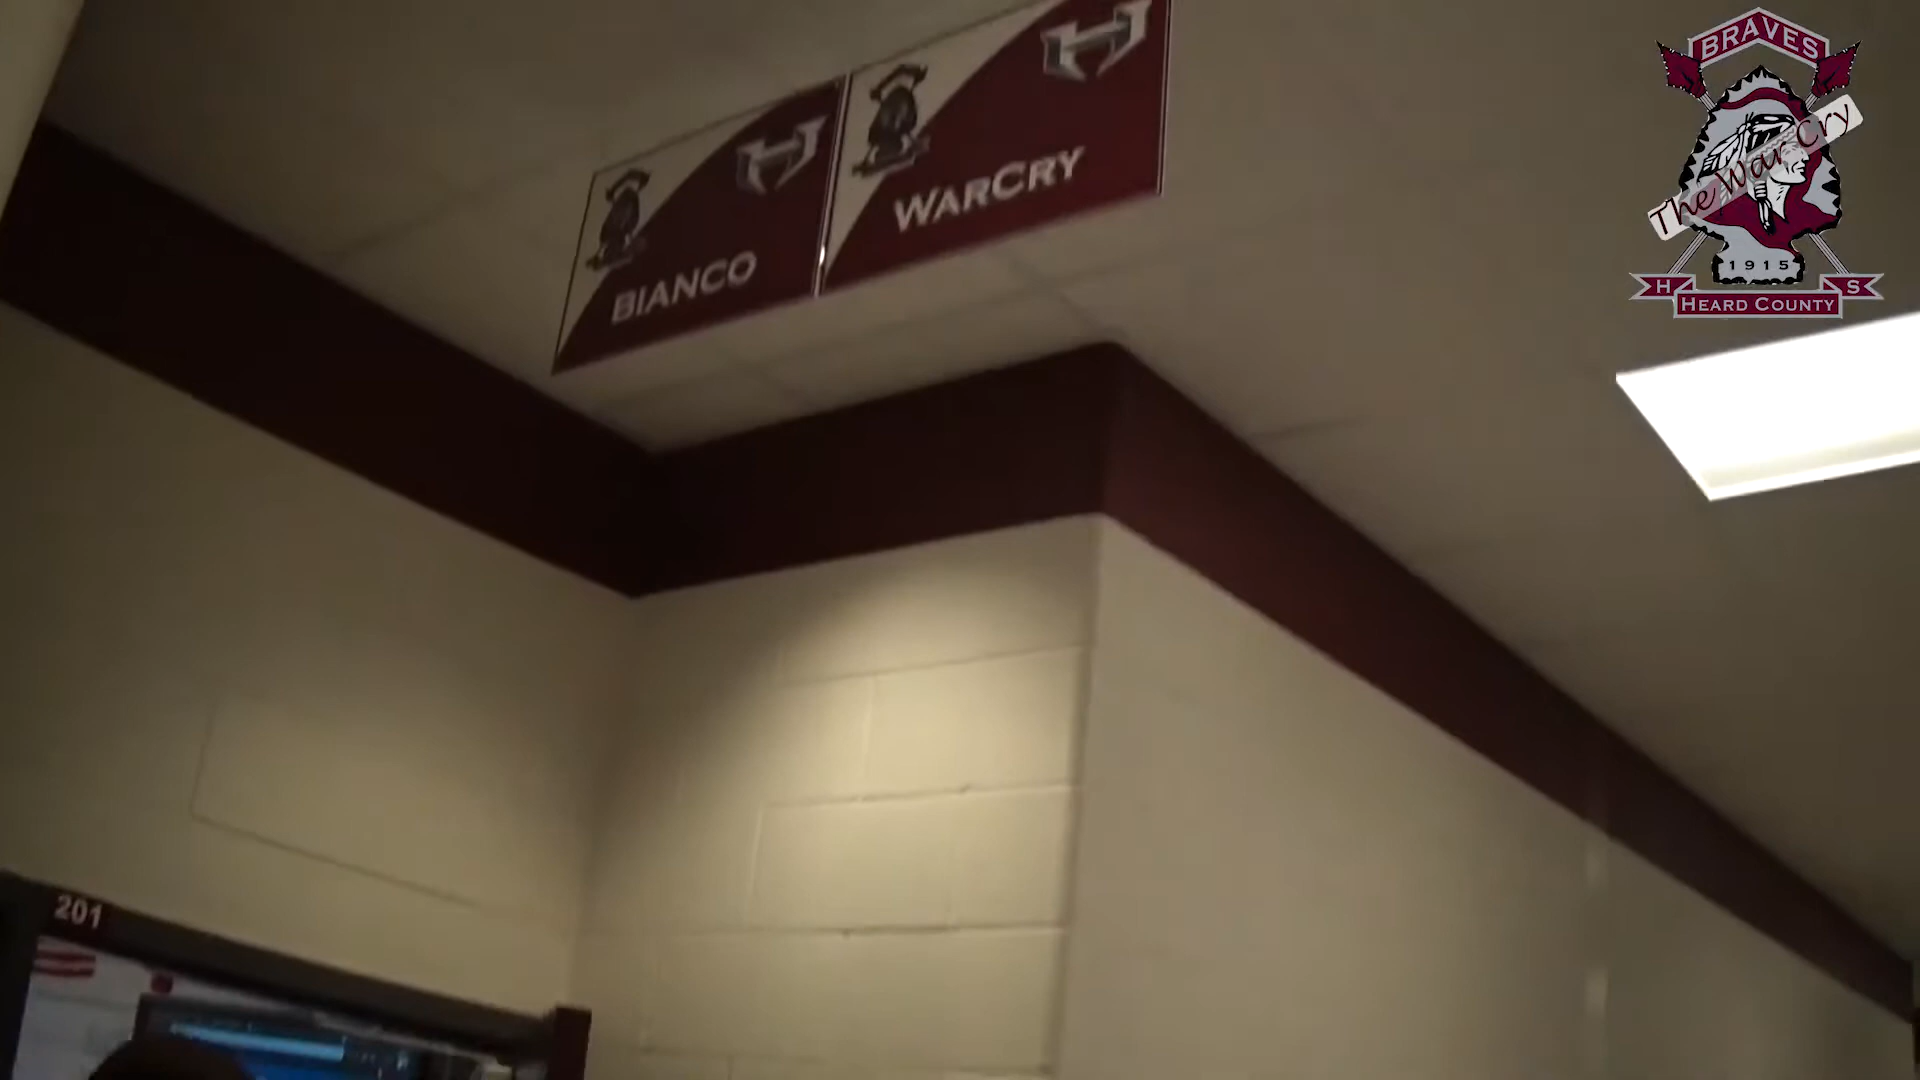 BIANCO
WARCRY
201
BRAVES
The War Cry
1915
H S
HEARD COUNTY